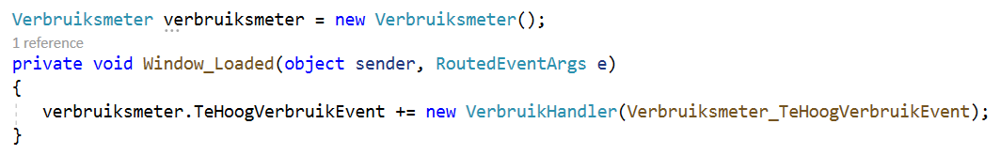 Verbruiksmeter verbruiksmeter = new Verbruiksmeter();
1 reference
private void Window_Loaded(object sender, RoutedEventArgs e)
{
verbruiksmeter.TeHoogVerbruikEvent += new VerbruikHandler(Verbruiksmeter_TeHoogVerbruikEvent);
}